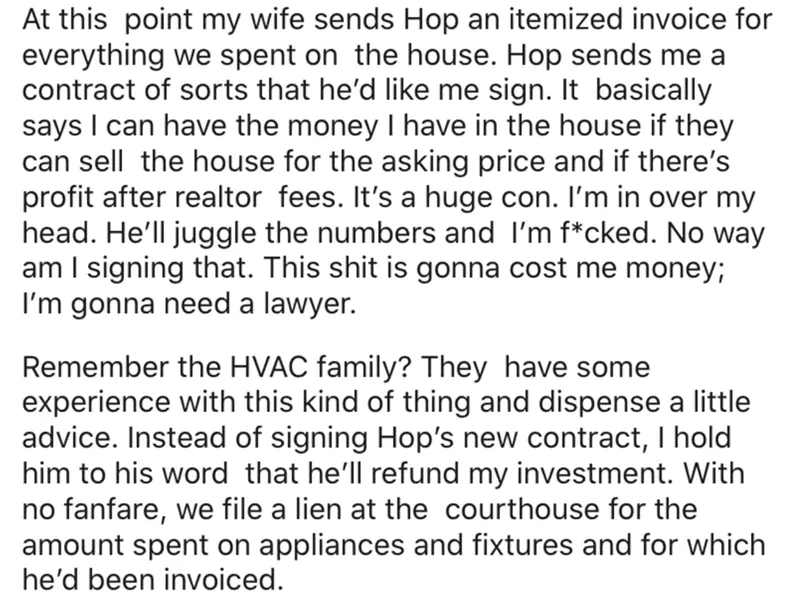 At this  point my wife sends Hop an itemized invoice for
everything we spent on  the house. Hop sends me a
contract of sorts that he’d like me sign. It  basically
says I can have the money I have in the house if they
can sell  the house for the asking price and if there’s
profit after realtor  fees. It’s a huge con. I’m in over my
head. He’ll juggle the numbers and  I’m f*cked. No way
am I signing that. This shit is gonna cost me money;
I’m gonna need a lawyer.
Remember the HVAC family? They  have some
experience with this kind of thing and dispense a little
advice. Instead of signing Hop’s new contract, I hold
him to his word  that he’ll refund my investment. With
no fanfare, we file a lien at the  courthouse for the
amount spent on appliances and fixtures and for which
he’d been invoiced.